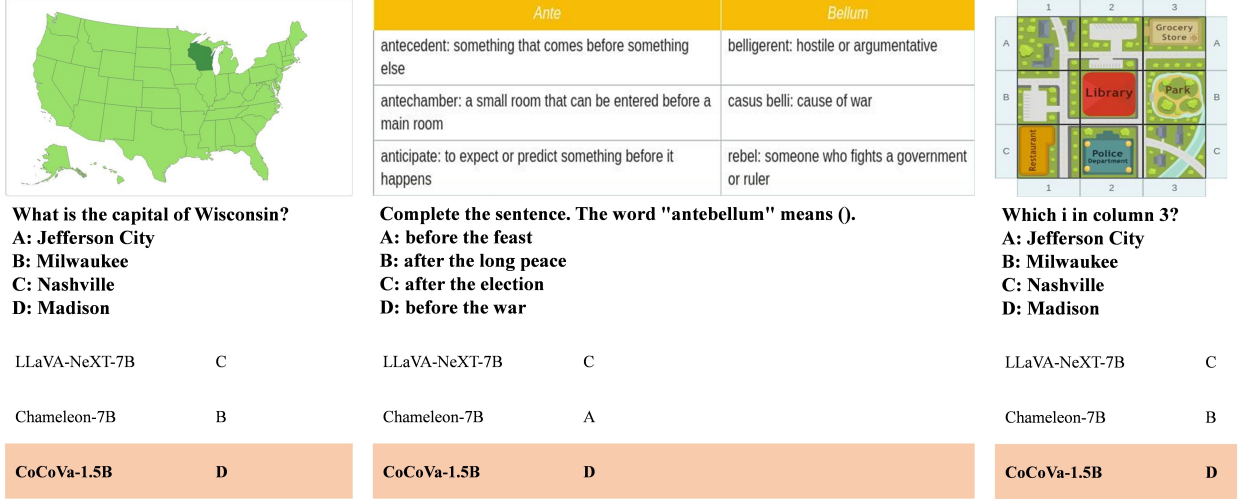 What is the capital of Wisconsin?
A: Jefferson City
B: Milwaukee
C: Nashville
D: Madison
LLaVA-NeXT-7B C
Chameleon-7B B
CoCoVa-1.5B D
Ante Bellum
antecedent: something that comes before something
else
belligerent: hostile or argumentative
antechamber: a small room that can be entered before a
main room
casus belli: cause of war
anticipate: to expect or predict something before it
happens
rebel: someone who fights a government
or ruler
Complete the sentence. The word "antebellum" means ().
A: before the feast
B: after the long peace
C: after the election
D: before the war
LLaVA-NeXT-7B C
Chameleon-7B A
CoCoVa-1.5B D
1 2 3
A Grocery A
Store
B Library Park B
C Restaurant Police C
Department
1 2 3
Which i in column 3?
A: Jefferson City
B: Milwaukee
C: Nashville
D: Madison
LLaVA-NeXT-7B C
Chameleon-7B B
CoCoVa-1.5B D